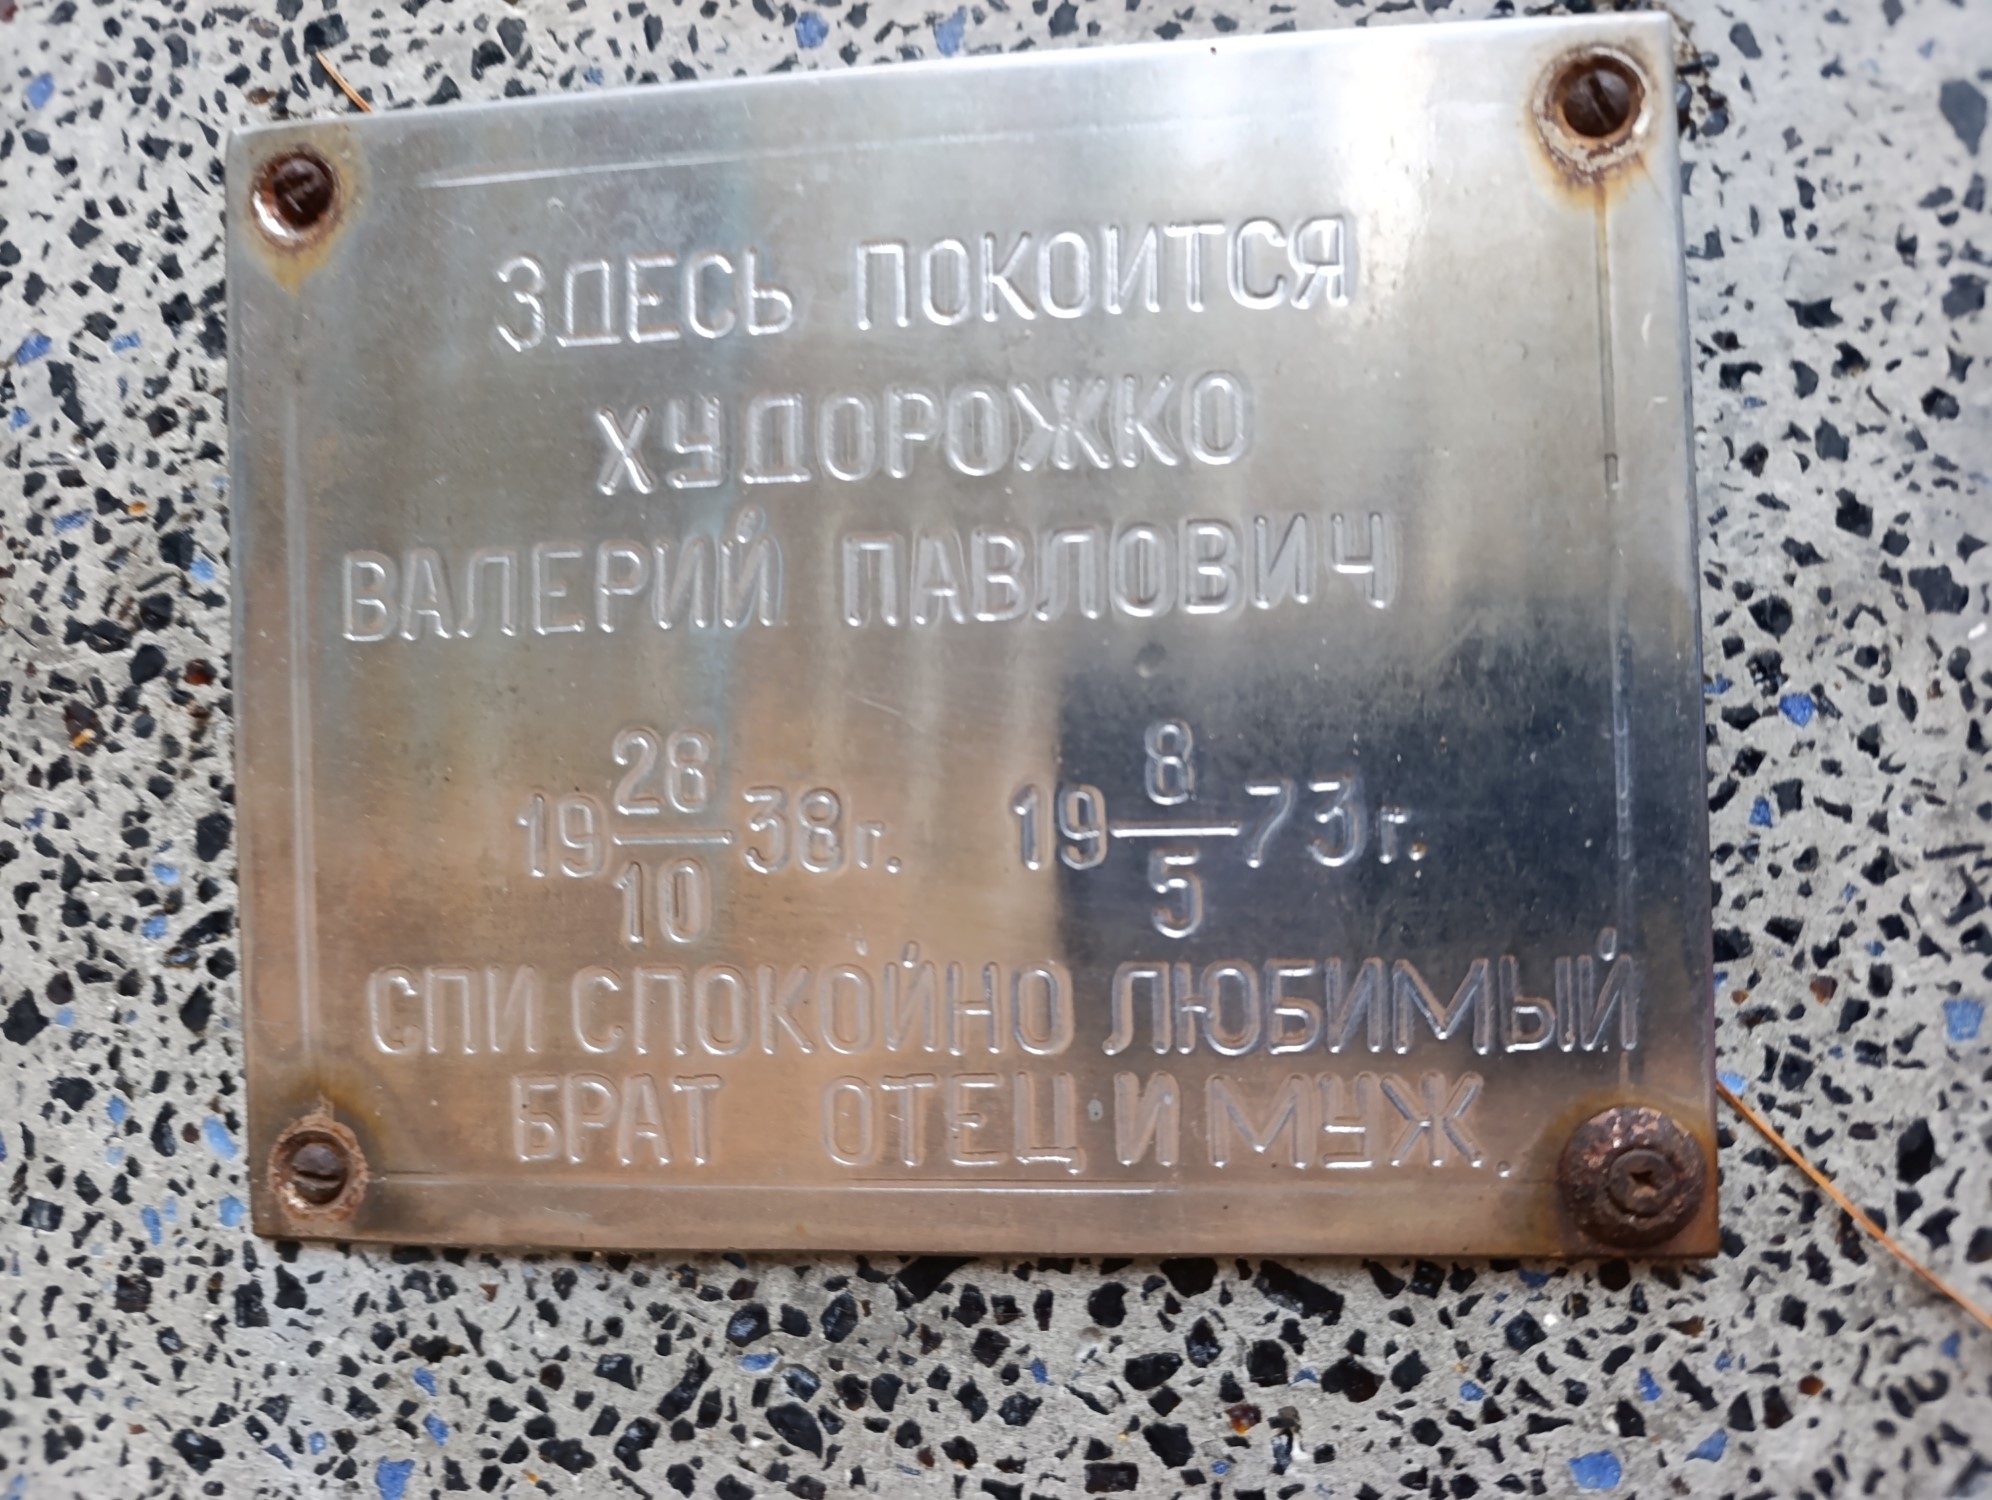 ЗДЕСЬ ПОКОИТСЯ
ХУДОРОЖКО
ВАЛЕРИЙ ПАВЛОВИЧ
19 28/10 38г. 19 8/5 73г.
СПИ СПОКОЙНО ЛЮБИМЫЙ
БРАТ ОТЕЦ И МУЖ.